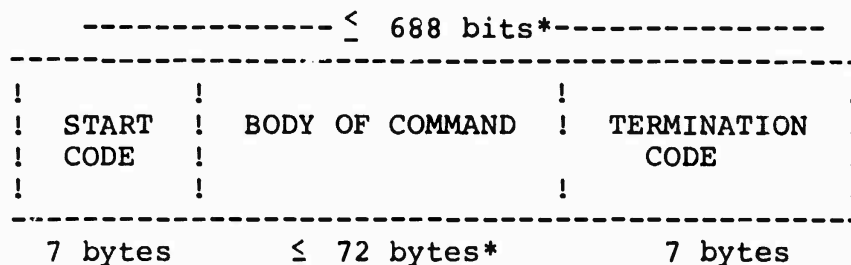 ≤ 688 bits*
START BODY OF COMMAND TERMINATION
CODE CODE
7 bytes ≤ 72 bytes* 7 bytes